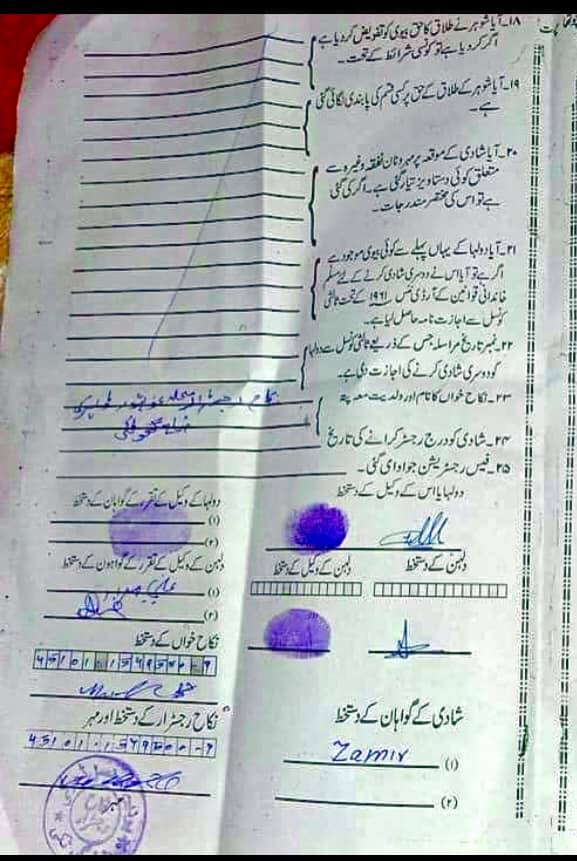 ۱۸۔ آیا شوہر نے طلاق کا حق بیوی کو تفویض کر دیا ہے
اگر کر دیا ہے تو کونسی شرائط کے تحت۔
۱۹۔ آیا شوہر کے طلاق کے حق پر کسی قسم کی پابندی لگائی گئی
ہے۔
۲۰۔ آیا شادی کے موقعہ پر مہر و نان نفقہ وغیرہ سے
متعلق کوئی دستاویز تیار کی گئی ہے۔ اگر کی گئی
ہے تو اس کی مختصر مندرجات۔
۲۱۔ آیا دولہا کے یہاں پہلے سے کوئی بیوی موجود ہے
اگر ہے تو آیا اس نے دوسری شادی کرنے کے لیے مسلم
خاندانی قوانین کے آرڈی ننس ۱۹۶۱ کے تحت ثالثی
کونسل سے اجازت نامہ حاصل کیا ہے۔
۲۲۔ نمبر تاریخ مراسلہ جس کے ذریعے ثالثی کونسل سے دولہا
کو دوسری شادی کرنے کی اجازت دی ہے۔
۲۳۔ نکاح خواں کا نام اور ولدیت معہ پتہ
نکاح رجسٹرار
۲۴۔ شادی کو درج رجسٹر کرانے کی تاریخ
۲۵۔ فیس رجسٹریشن جو ادا کی گئی۔
دولہا یا اس کے وکیل کے دستخط
دولہا کے وکیل کے تقرر کے گواہان کے دستخط
(۱)
(۲)
دلہن کے دستخط
دلہن کے وکیل کے دستخط
دلہن کے وکیل کے تقرر کے گواہوں کے دستخط
(۱)
(۲)
نکاح خواں کے دستخط
شادی کے گواہان کے دستخط
(۱) Zamir
(۲)
نکاح رجسٹرار کے دستخط اور مہر
مہر